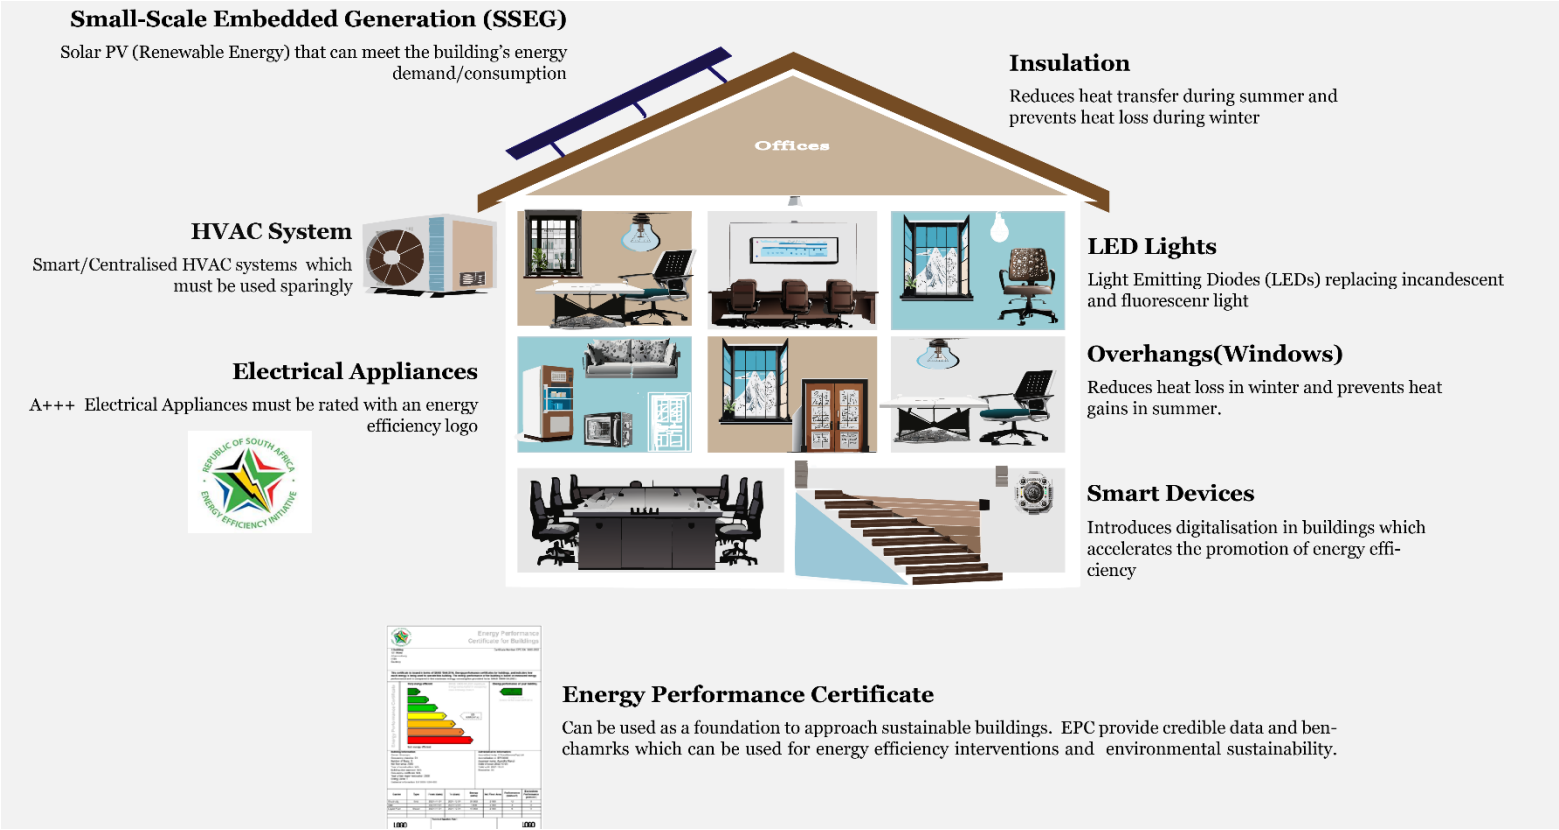 Small-Scale Embedded Generation (SSEG)
Solar PV (Renewable Energy) that can meet the building's energy
demand/consumption
Insulation
Reduces heat transfer during summer and
prevents heat loss during winter
Offices
HVAC System
Smart/Centralised HVAC systems which
must be used sparingly
LED Lights
Light Emitting Diodes (LEDs) replacing incandescent
and fluorescenr light
Electrical Appliances
A+++ Electrical Appliances must be rated with an energy
efficiency logo
REPUBLIC OF SOUTH AFRICA
ENERGY EFFICIENCY INITIATIVE
Overhangs(Windows)
Reduces heat loss in winter and prevents heat
gains in summer.
Smart Devices
Introduces digitalisation in buildings which
accelerates the promotion of energy effi-
ciency
Energy Performance
Certificate for Buildings
Energy Performance Certificate
LOGO
LOGO
Energy Performance Certificate
Can be used as a foundation to approach sustainable buildings. EPC provide credible data and ben-
chamrks which can be used for energy efficiency interventions and environmental sustainability.